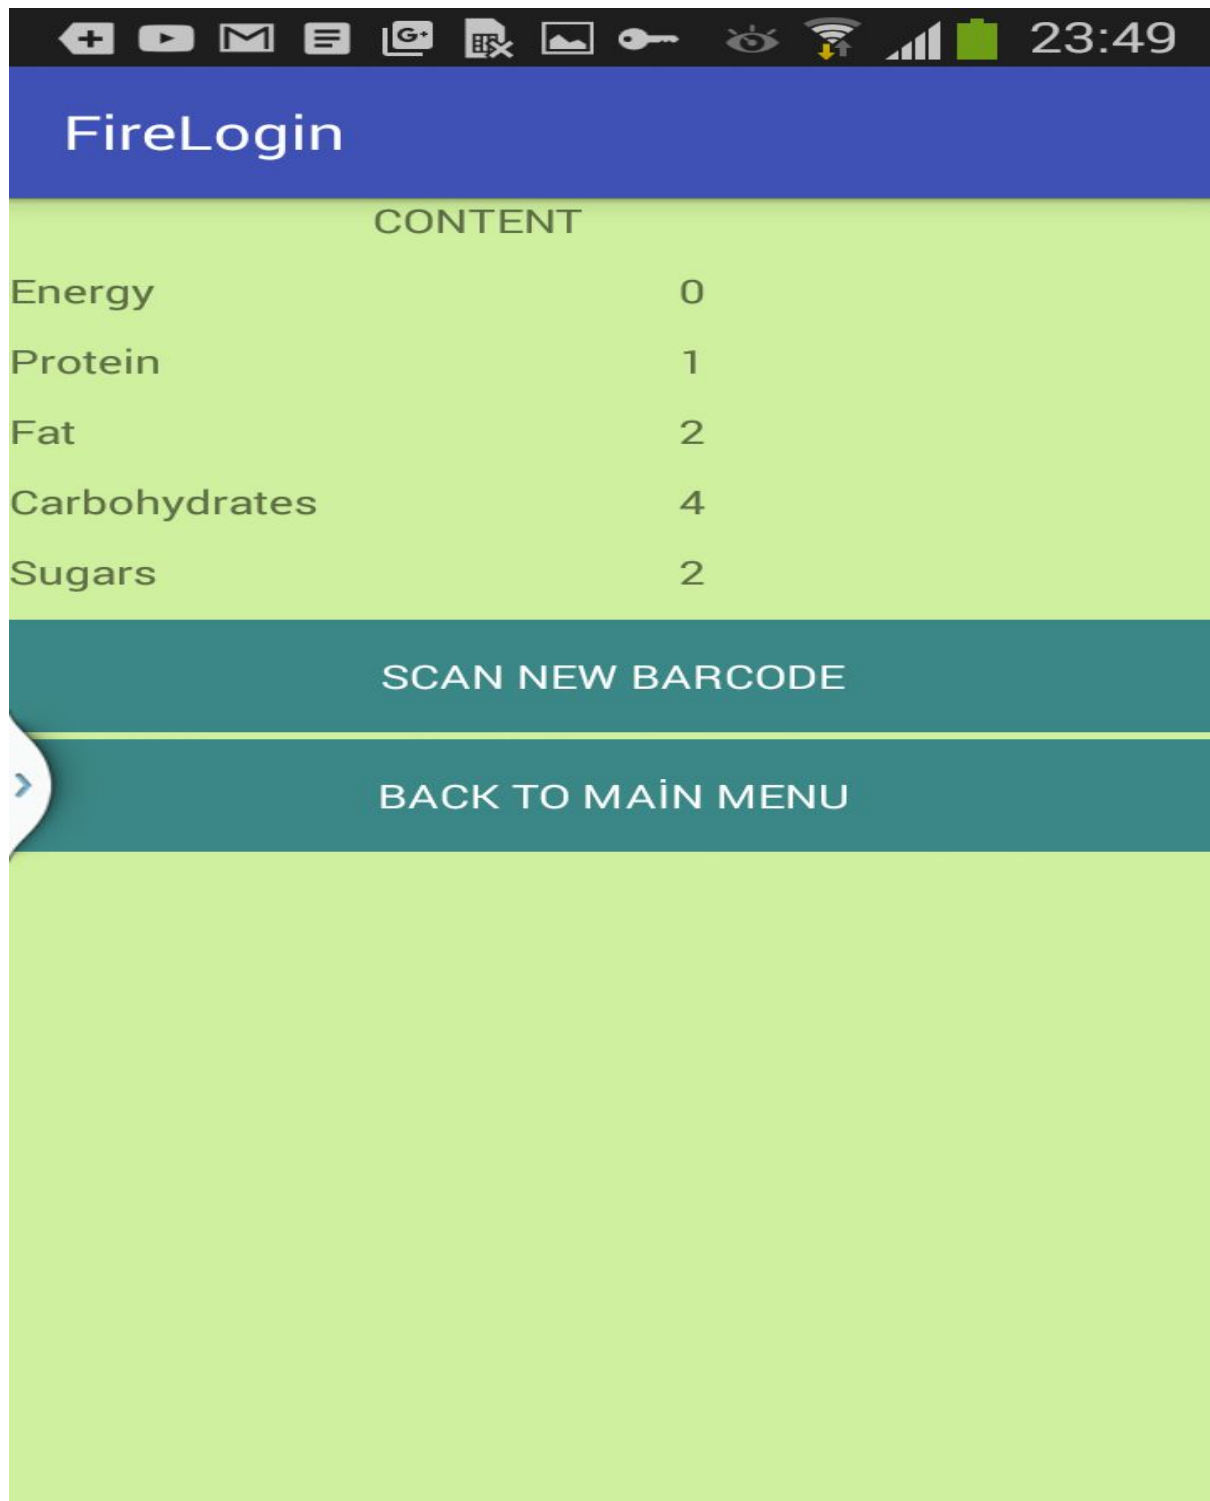 23:49
FireLogin
CONTENT
Energy 0
Protein 1
Fat 2
Carbohydrates 4
Sugars 2
SCAN NEW BARCODE
BACK TO MAİN MENU